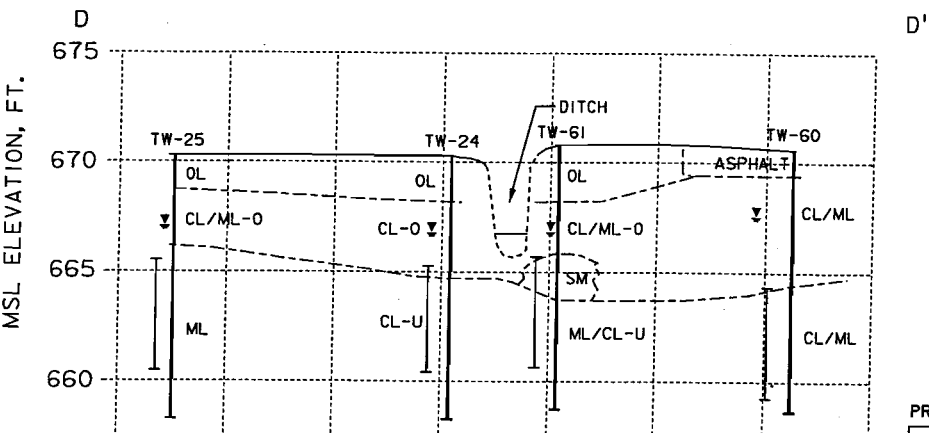 D
D'
675
MSL ELEVATION, FT.
DITCH
TW-25
TW-24
TW-61
TW-60
670
OL
OL
OL
ASPHALT
CL/ML-O
CL-O
CL/ML-O
CL/ML
665
SM
ML
CL-U
ML/CL-U
CL/ML
660
PR